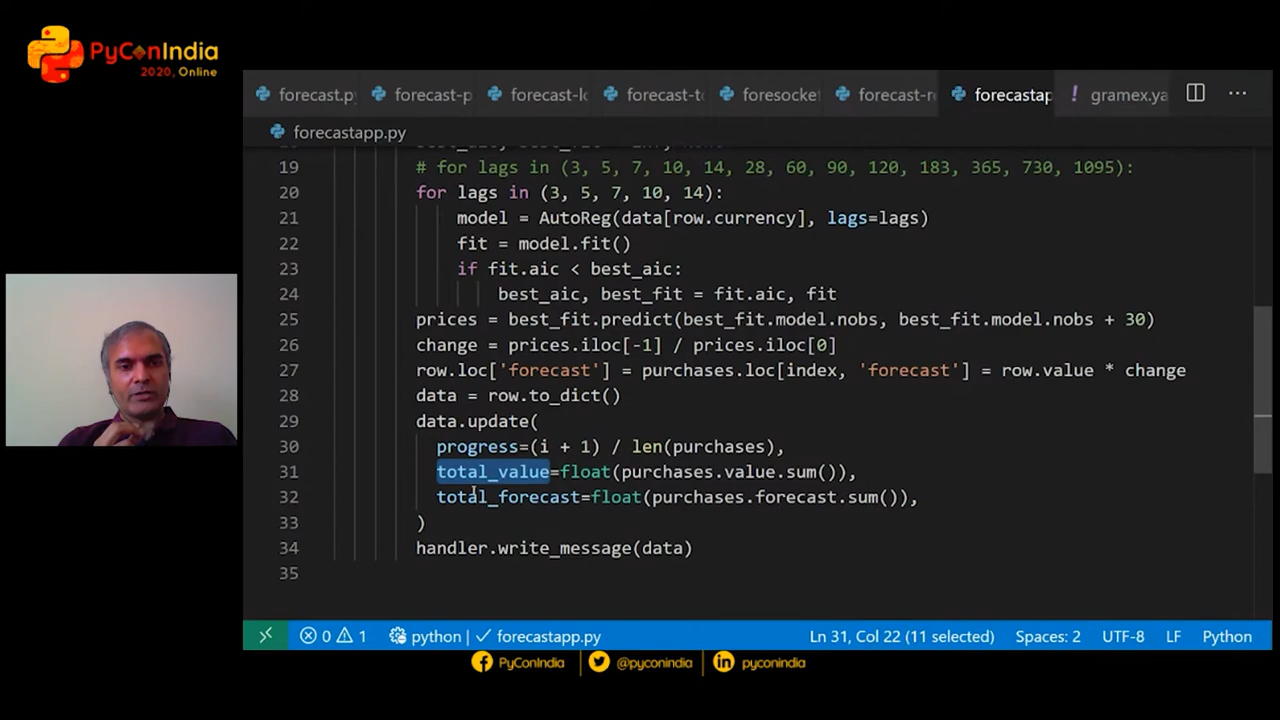 PyConIndia
2020, Online
forecast.py
forecast-p
forecast-lo
forecast-to
foresocket
forecast-re
forecastap
! gramex.ya
...
forecastapp.py
19 # for lags in (3, 5, 7, 10, 14, 28, 60, 90, 120, 183, 365, 730, 1095):
20 for lags in (3, 5, 7, 10, 14):
21 model = AutoReg(data[row.currency], lags=lags)
22 fit = model.fit()
23 if fit.aic < best_aic:
24 best_aic, best_fit = fit.aic, fit
25 prices = best_fit.predict(best_fit.model.nobs, best_fit.model.nobs + 30)
26 change = prices.iloc[-1] / prices.iloc[0]
27 row.loc['forecast'] = purchases.loc[index, 'forecast'] = row.value * change
28 data = row.to_dict()
29 data.update(
30 progress=(i + 1) / len(purchases),
31 total_value=float(purchases.value.sum()),
32 total_forecast=float(purchases.forecast.sum()),
33 )
34 handler.write_message(data)
35
0 1 python | ✓ forecastapp.py Ln 31, Col 22 (11 selected) Spaces: 2 UTF-8 LF Python
PyConIndia | @pyconindia | pyconindia